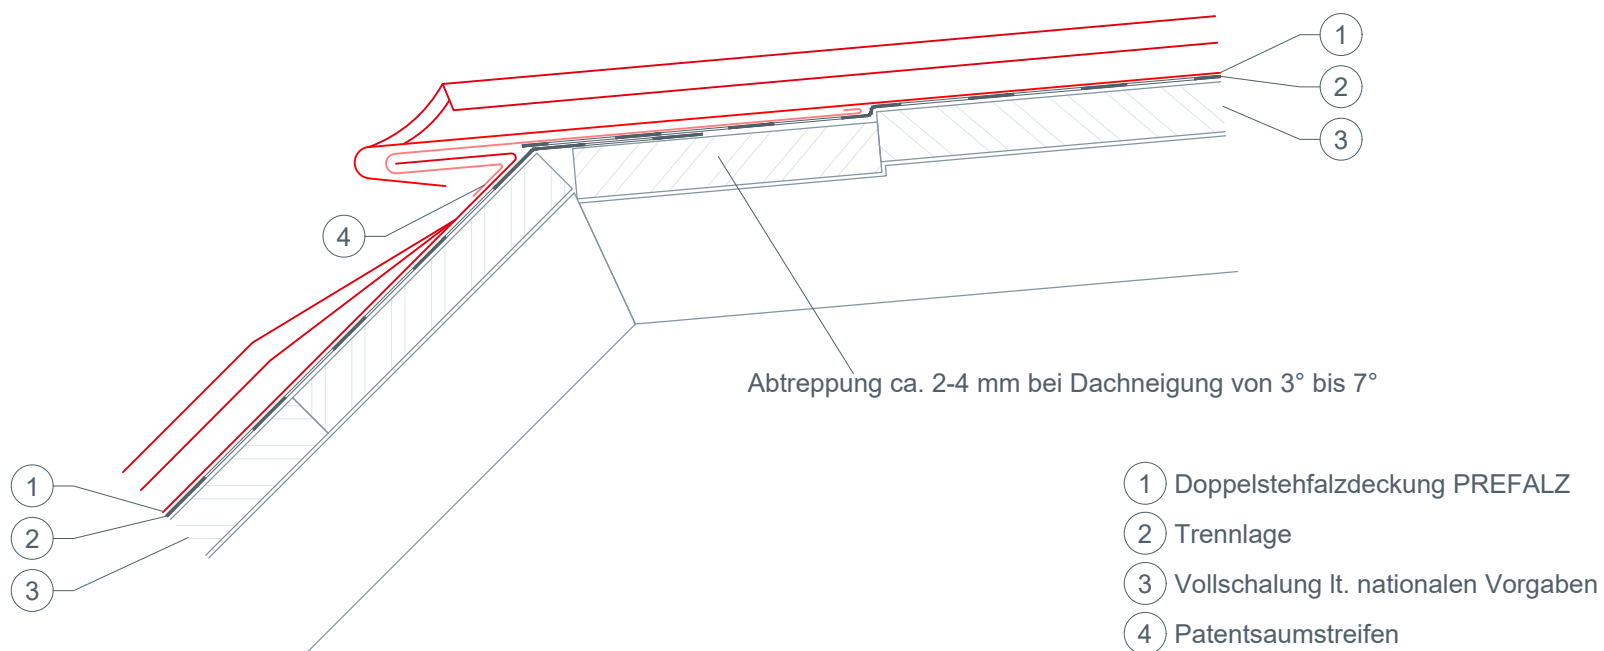 1
2
3
4
Abtreppung ca. 2-4 mm bei Dachneigung von 3° bis 7°
1
2
3
1 Doppelstehfalzdeckung PREFALZ
2 Trennlage
3 Vollschalung lt. nationalen Vorgaben
4 Patentsaumstreifen